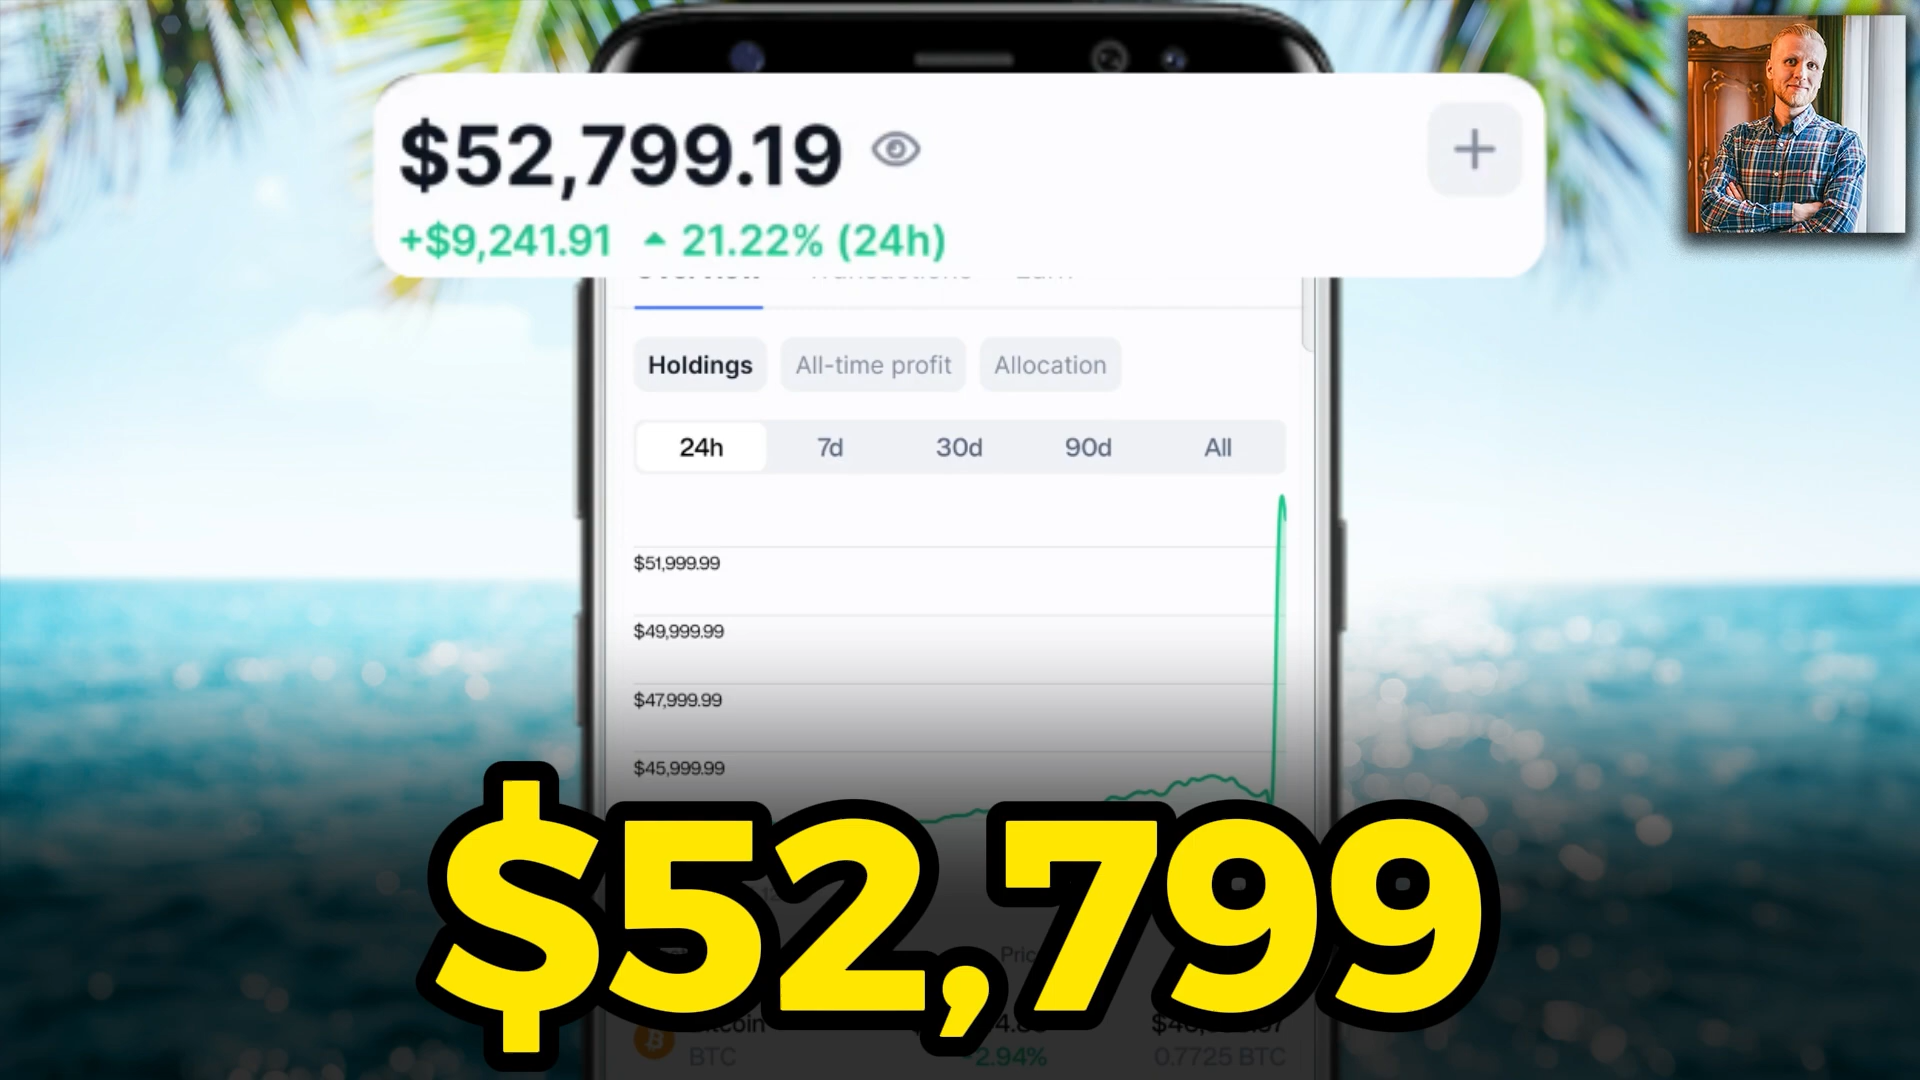 $52,799.19
+$9,241.91 ▲ 21.22% (24h)
Holdings All-time profit Allocation
24h 7d 30d 90d All
$51,999.99
$49,999.99
$47,999.99
$45,999.99
$52,799
BTC 2.94% 0.7725 BTC